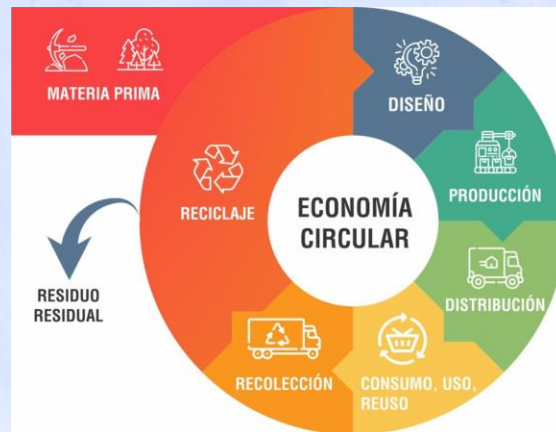 MATERIA PRIMA
DISEÑO
PRODUCCIÓN
RECICLAJE
ECONOMÍA
CIRCULAR
DISTRIBUCIÓN
RESIDUO
RESIDUAL
RECOLECCIÓN
CONSUMO, USO,
REUSO